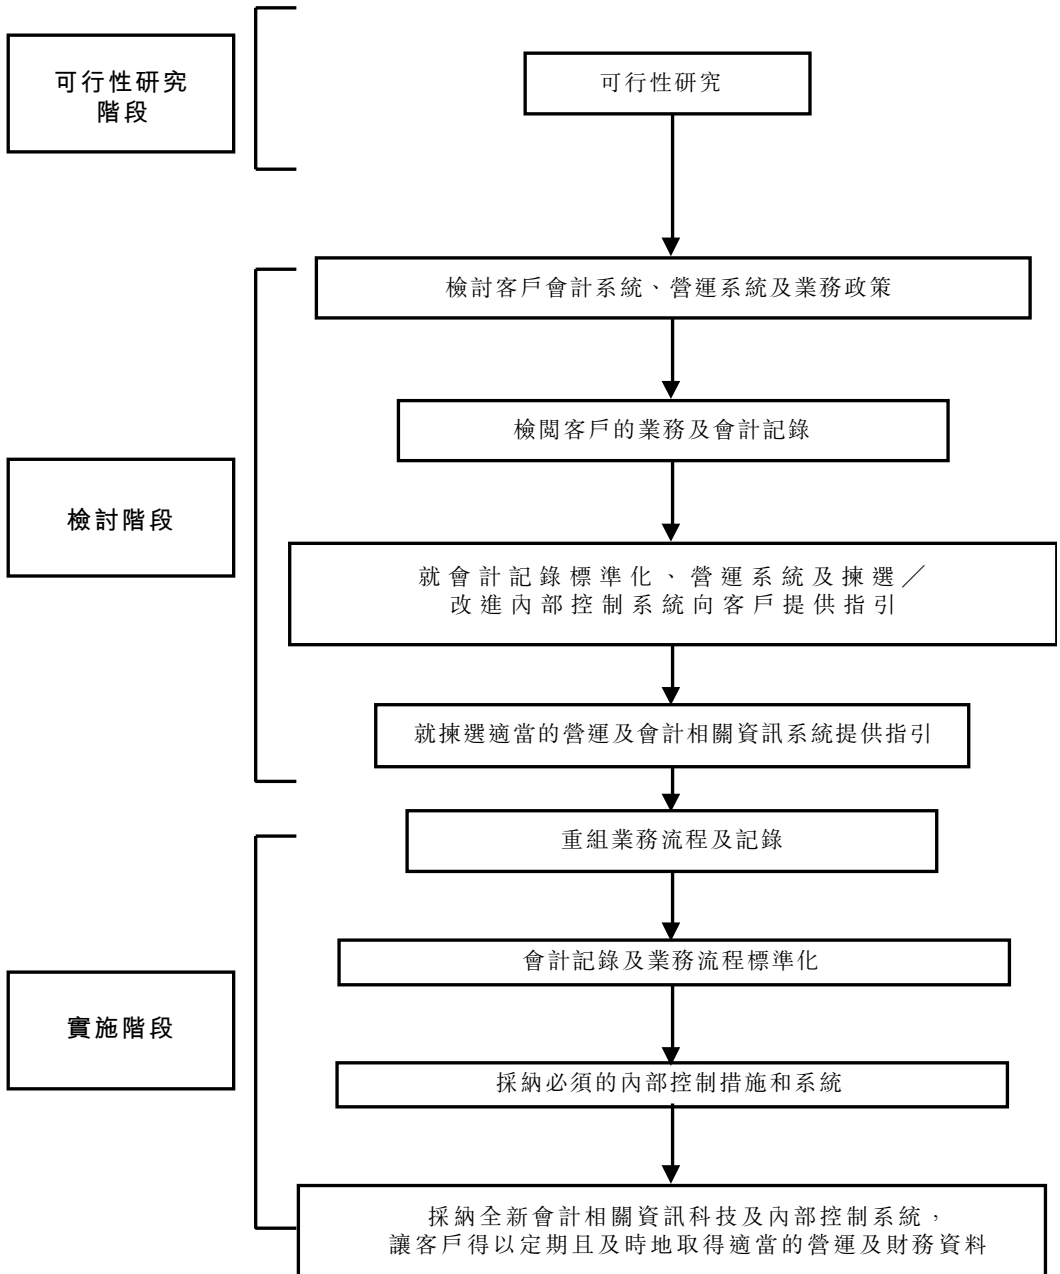 可行性研究
階段
可行性研究
檢討客戶會計系統、營運系統及業務政策
檢閱客戶的業務及會計記錄
檢討階段
就會計記錄標準化、營運系統及揀選／
改進內部控制系統向客戶提供指引
就揀選適當的營運及會計相關資訊系統提供指引
重組業務流程及記錄
會計記錄及業務流程標準化
實施階段
採納必須的內部控制措施和系統
採納全新會計相關資訊科技及內部控制系統，
讓客戶得以定期且及時地取得適當的營運及財務資料